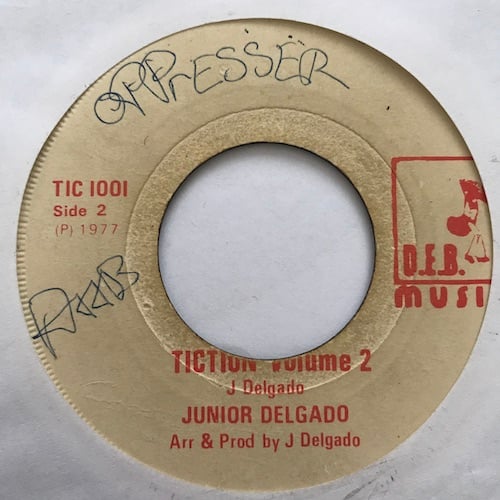 OPPRESSER
TIC 1001
Side 2
(P) 1977
D.E.B.
MUSI
TICTION Volume 2
J Delgado
JUNIOR DELGADO
Arr & Prod by J Delgado